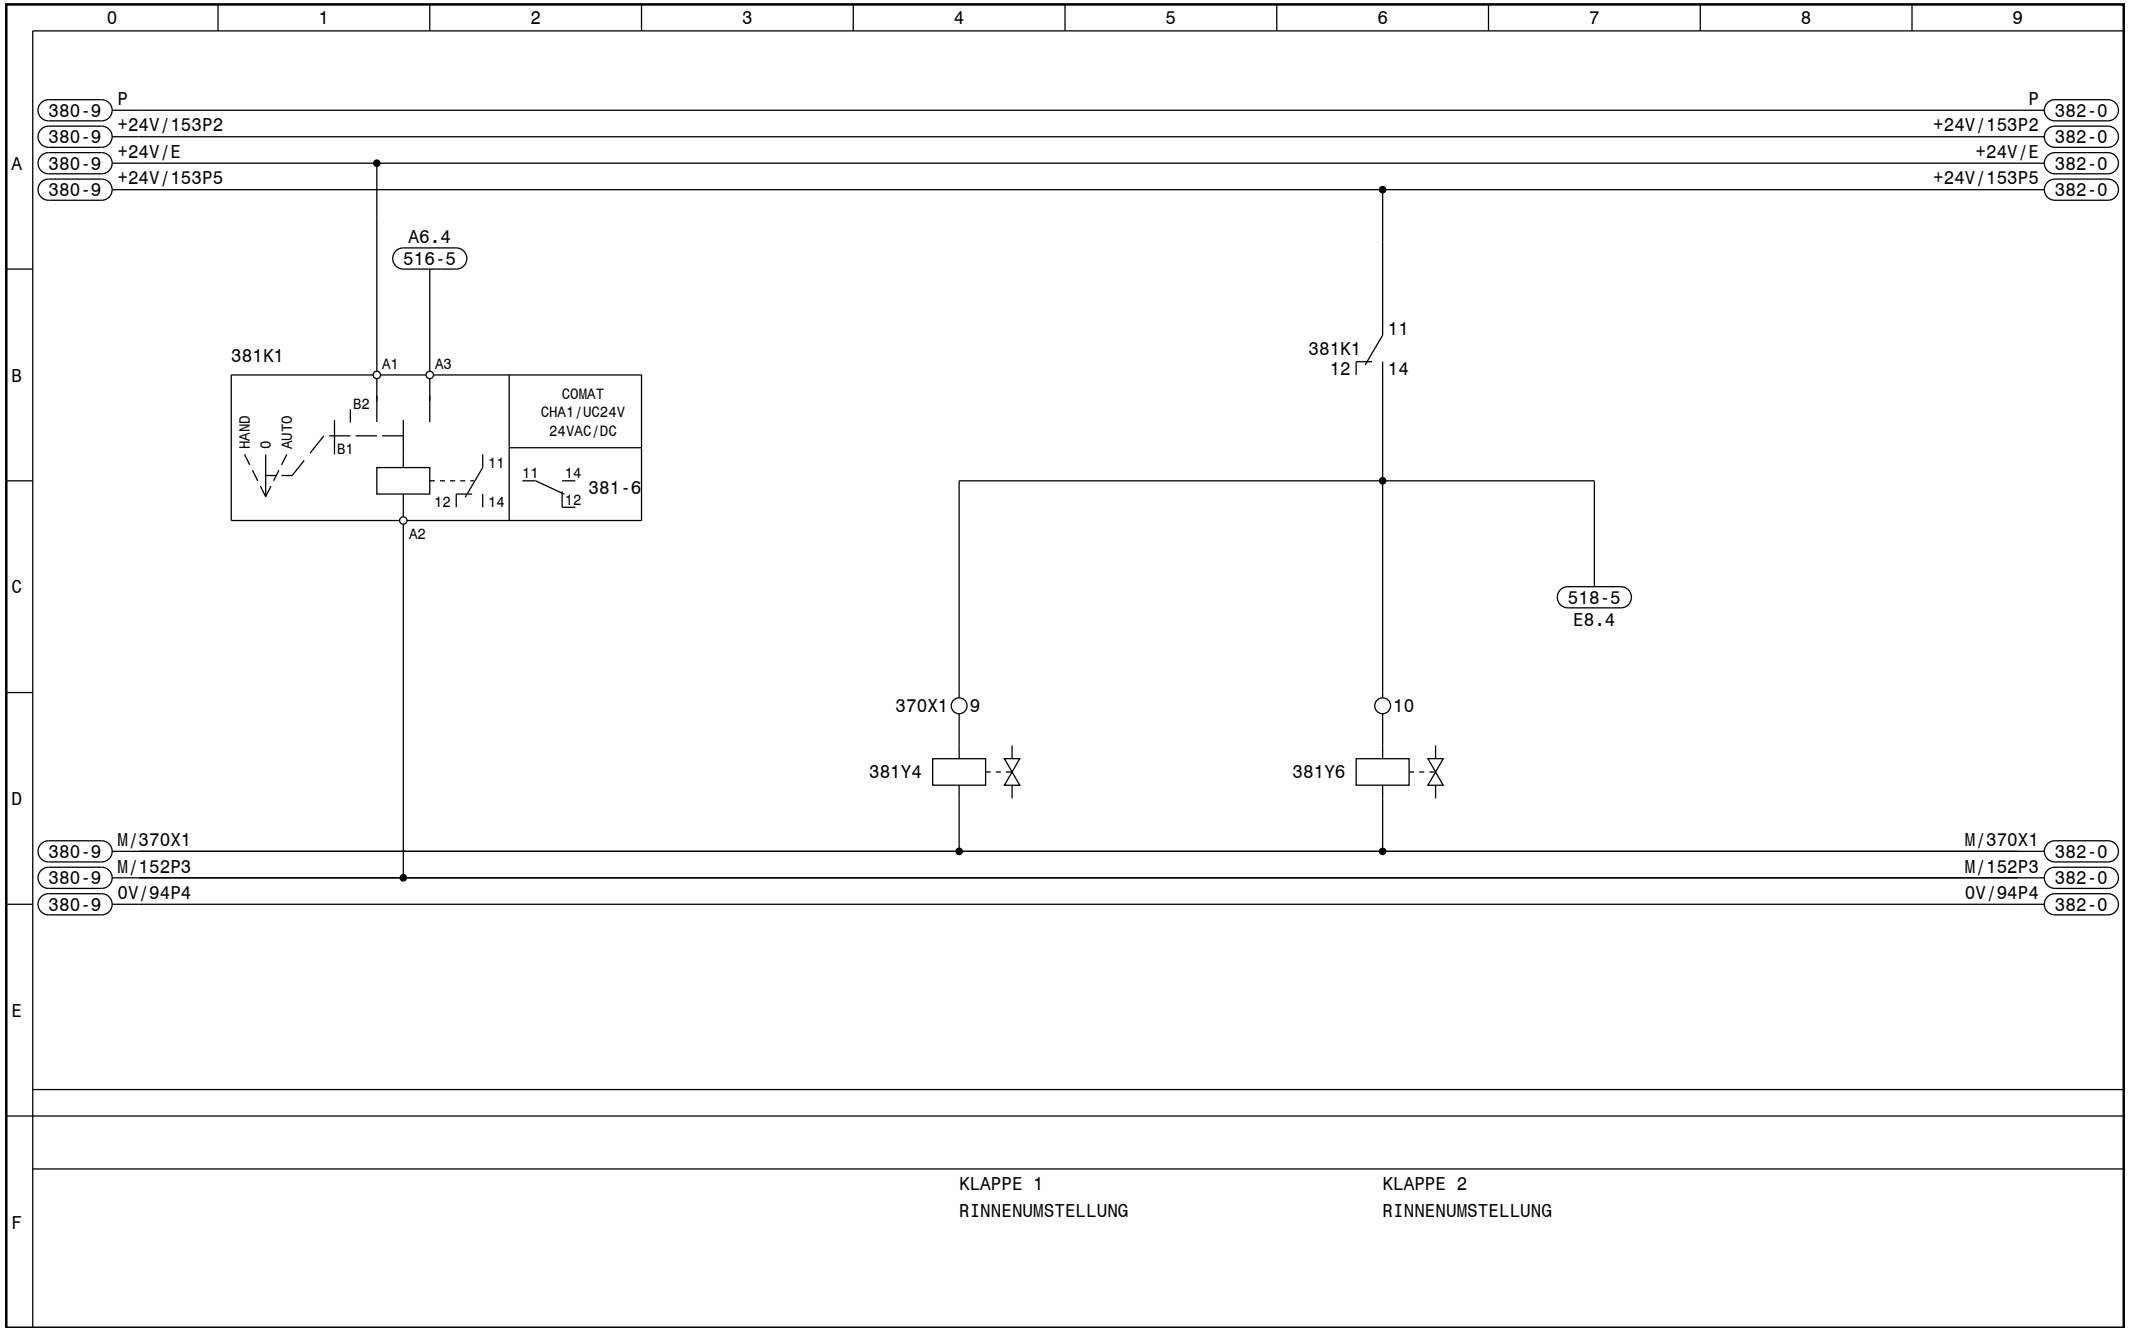 0 1 2 3 4 5 6 7 8 9
P P
380-9 382-0
+24V/153P2 +24V/153P2
380-9 382-0
+24V/E +24V/E
A 380-9 382-0
+24V/153P5 +24V/153P5
380-9 382-0
A6.4
516-5
11
381K1
12 14
381K1
A1 A3
B
COMAT
CHA1/UC24V
24VAC/DC
B2
HAND 0 AUTO
B1
11
12 14
11 14
12
381-6
A2
C
518-5
E8.4
370X1 9 10
381Y4 381Y6
D
M/370X1 M/370X1
380-9 382-0
M/152P3 M/152P3
380-9 382-0
0V/94P4 0V/94P4
380-9 382-0
E
KLAPPE 1 KLAPPE 2
RINNENUMSTELLUNG RINNENUMSTELLUNG
F